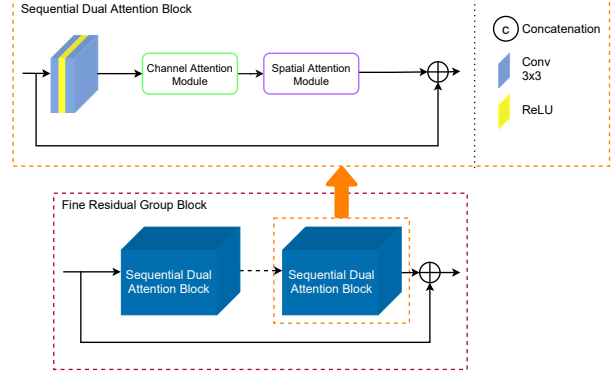 Sequential Dual Attention Block
Channel Attention
Module
Spatial Attention
Module
C Concatenation
Conv
3x3
ReLU
Fine Residual Group Block
Sequential Dual
Attention Block
Sequential Dual
Attention Block